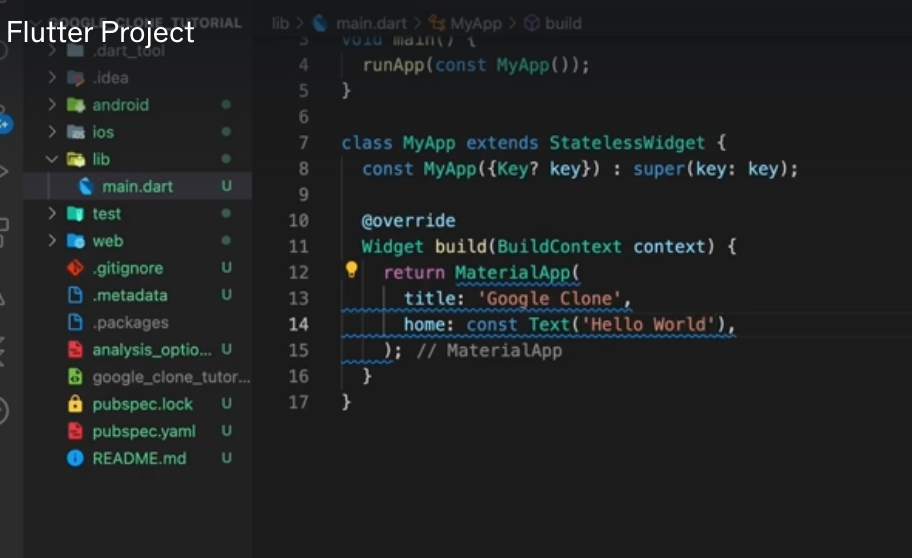 GOOGLE_CLONE_TUTORIAL
Flutter Project
.dart_tool
.idea
android
ios
lib
main.dart U
test
web
.gitignore U
.metadata U
.packages
analysis_optio... U
google_clone_tutor...
pubspec.lock U
pubspec.yaml U
README.md U
lib > main.dart > MyApp > build
3 void main() {
4 runApp(const MyApp());
5 }
6
7 class MyApp extends StatelessWidget {
8 const MyApp({Key? key}) : super(key: key);
9
10 @override
11 Widget build(BuildContext context) {
12 return MaterialApp(
13 title: 'Google Clone',
14 home: const Text('Hello World'),
15 ); // MaterialApp
16 }
17 }